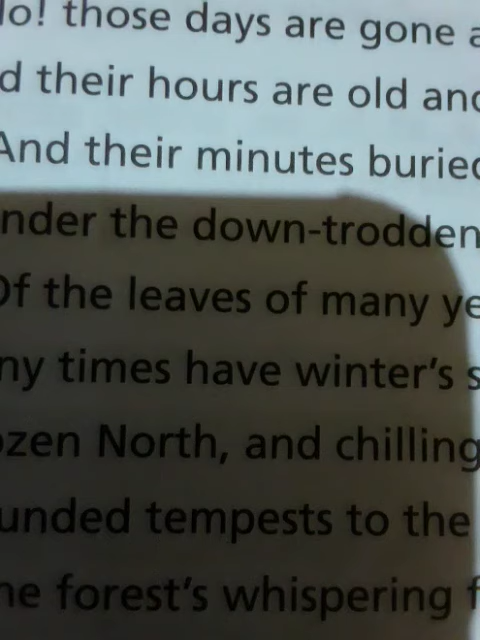 lo! those days are gone a
d their hours are old and
And their minutes buried
nder the down-trodden
Of the leaves of many ye
ny times have winter's s
ozen North, and chilling
unded tempests to the
he forest's whispering f